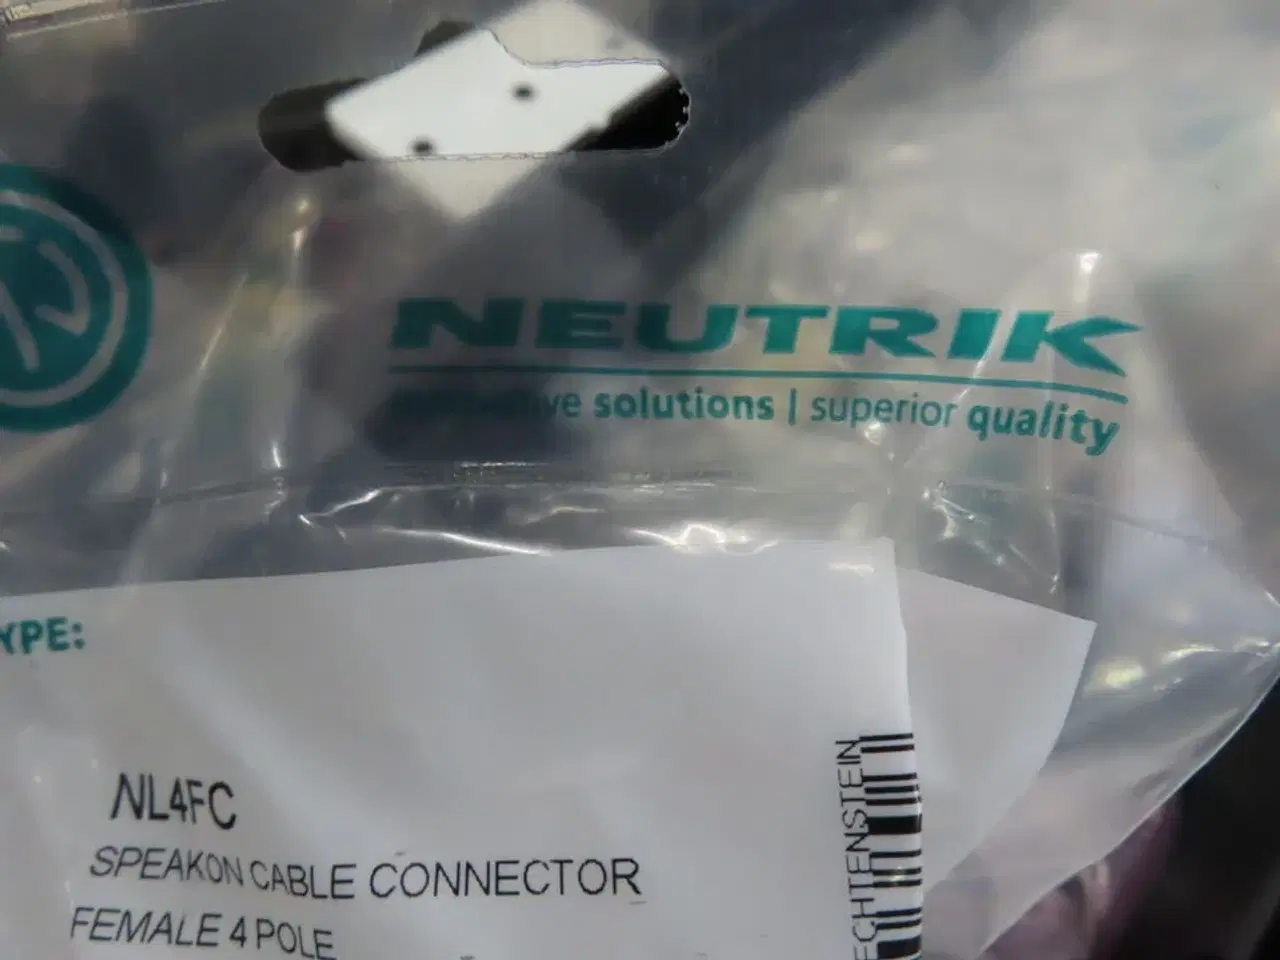 NEUTRIK
solutions | superior quality
YPE:
NL4FC
SPEAKON CABLE CONNECTOR
FEMALE 4 POLE
ECHTENSTEIN